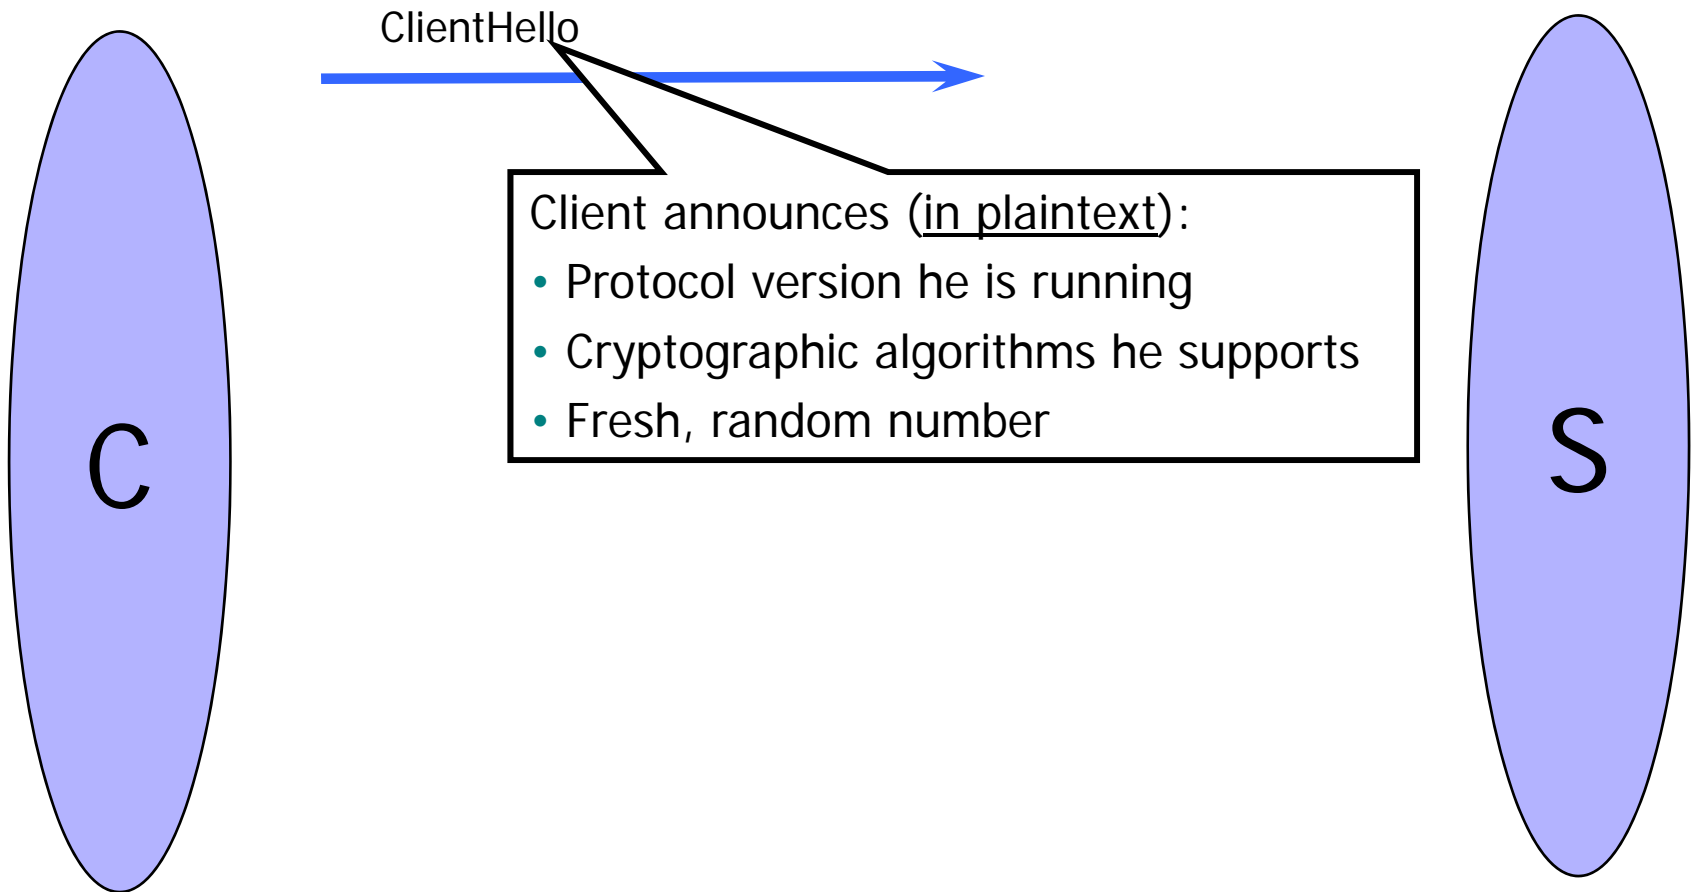 ClientHello
Client announces (in plaintext):
• Protocol version he is running
• Cryptographic algorithms he supports
• Fresh, random number
C
S